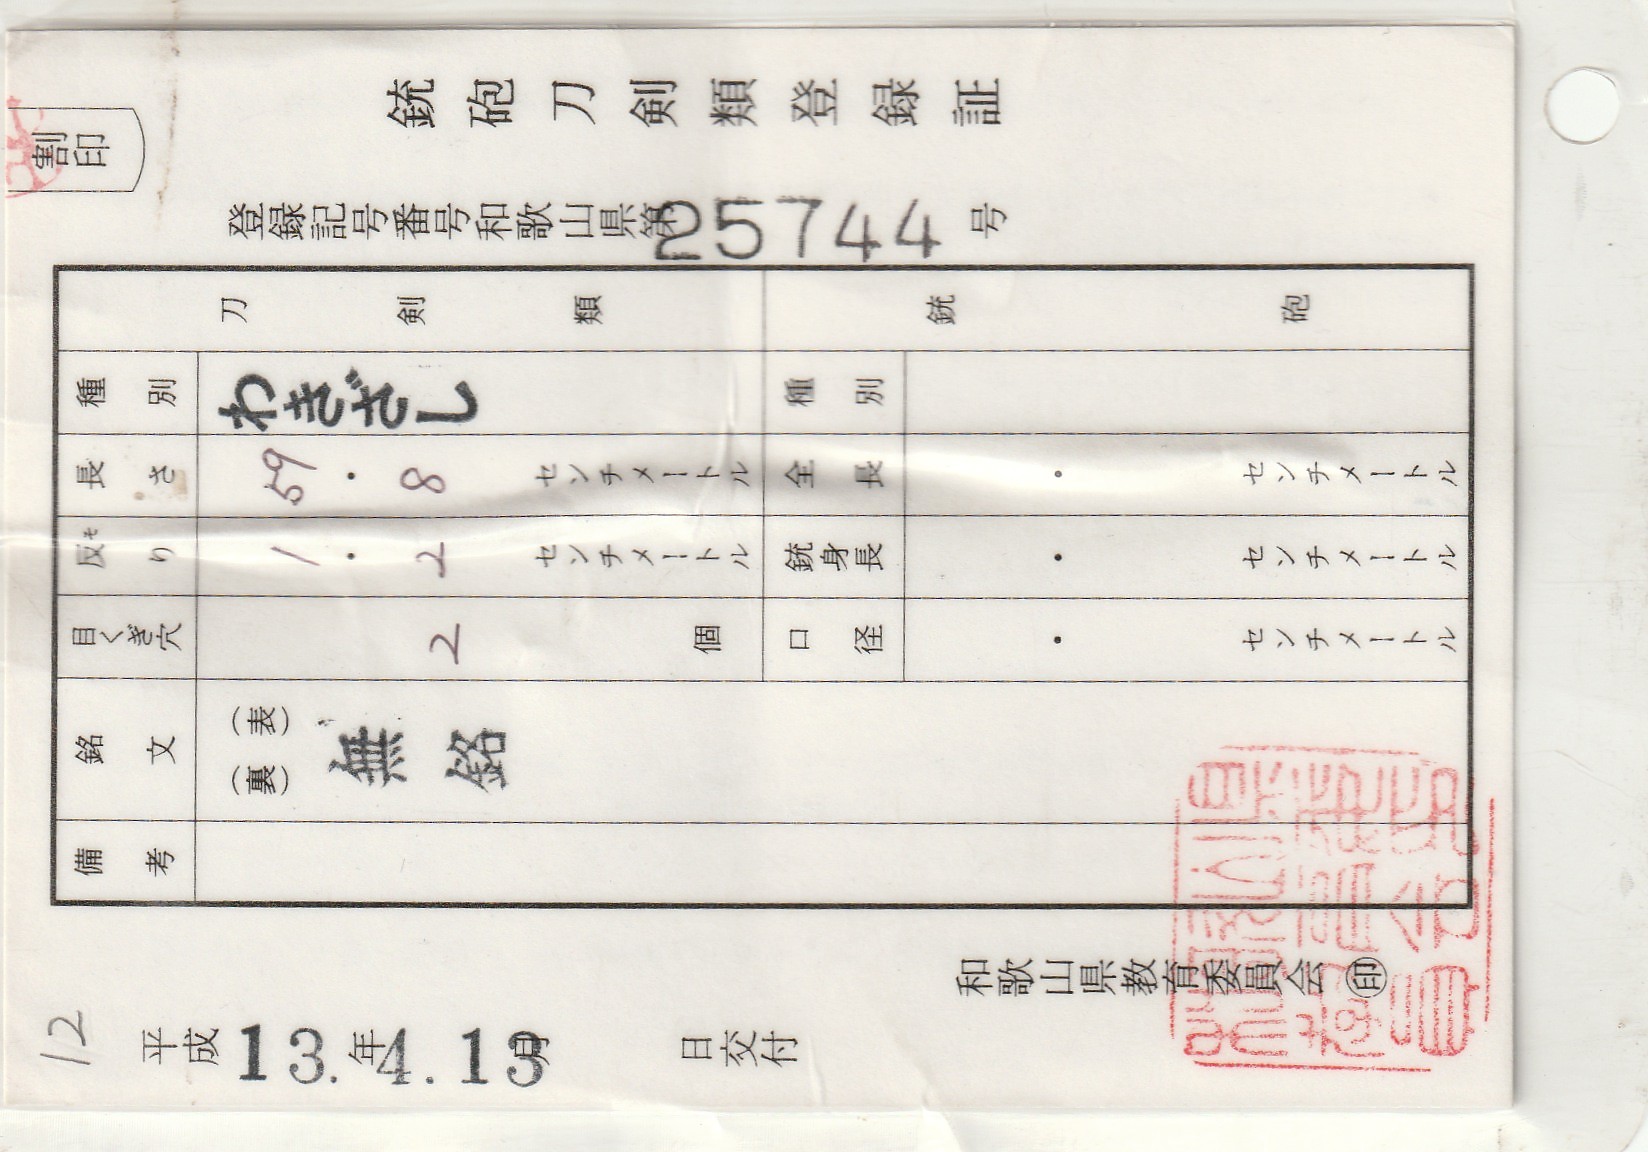 銃砲刀剣類登録証
割印
登録記号番号和歌山県第25744号
刀剣類
種別 わきざし
長さ 59・8 センチメートル
反り ソ 1・2 センチメートル
目くぎ穴 2 個
銃砲
種別
全長 ・ センチメートル
銃身長 ・ センチメートル
口径 ・ センチメートル
銘文 (表) (裏) 無銘
備考
和歌山県教育委員会 印
平成13.年4.13月 日交付
12